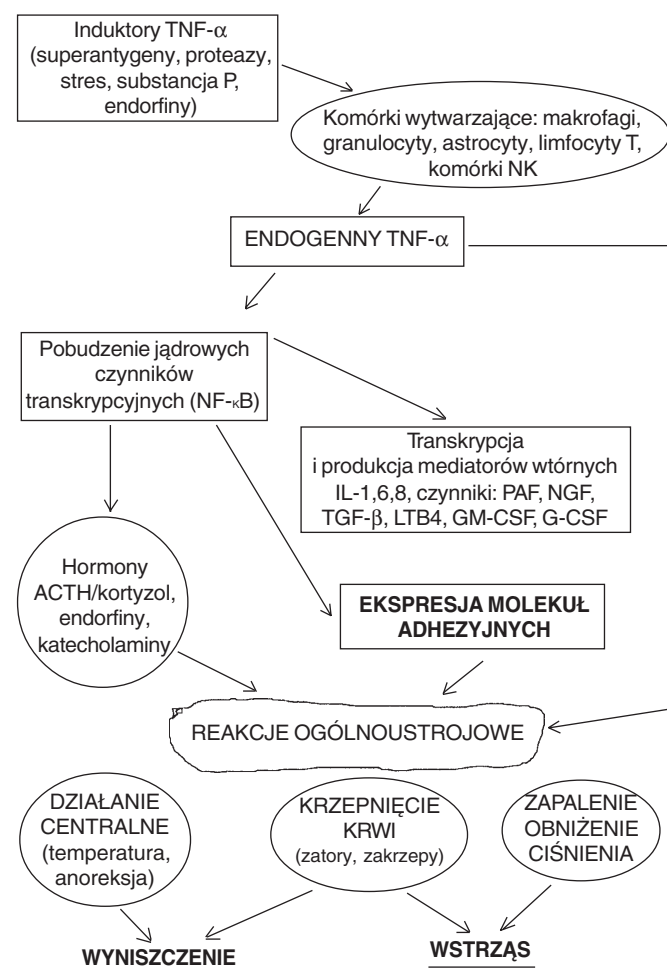 Induktory TNF-α
(superantygeny, proteazy,
stres, substancja P,
endorfiny)
Komórki wytwarzające: makrofagi,
granulocyty, astrocyty, limfocyty T,
komórki NK
ENDOGENNY TNF-α
Pobudzenie jądrowych
czynników
transkrypcyjnych (NF-κB)
Transkrypcja
i produkcja mediatorów wtórnych
IL-1,6,8, czynniki: PAF, NGF,
TGF-β, LTB4, GM-CSF, G-CSF
Hormony
ACTH/kortyzol,
endorfiny,
katecholaminy
EKSPRESJA MOLEKUŁ
ADHEZYJNYCH
REAKCJE OGÓLNOUSTROJOWE
DZIAŁANIE
CENTRALNE
(temperatura,
anoreksja)
KRZEPNIĘCIE
KRWI
(zatory, zakrzepy)
ZAPALENIE
OBNIŻENIE
CIŚNIENIA
WYNISZCZENIE
WSTRZĄS